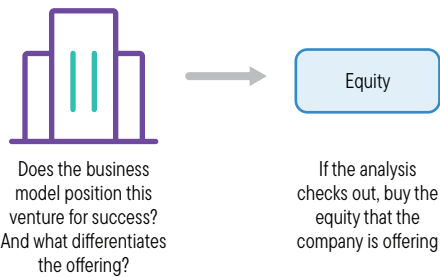 Equity
Does the business
model position this
venture for success?
And what differentiates
the offering?
If the analysis
checks out, buy the
equity that the
company is offering